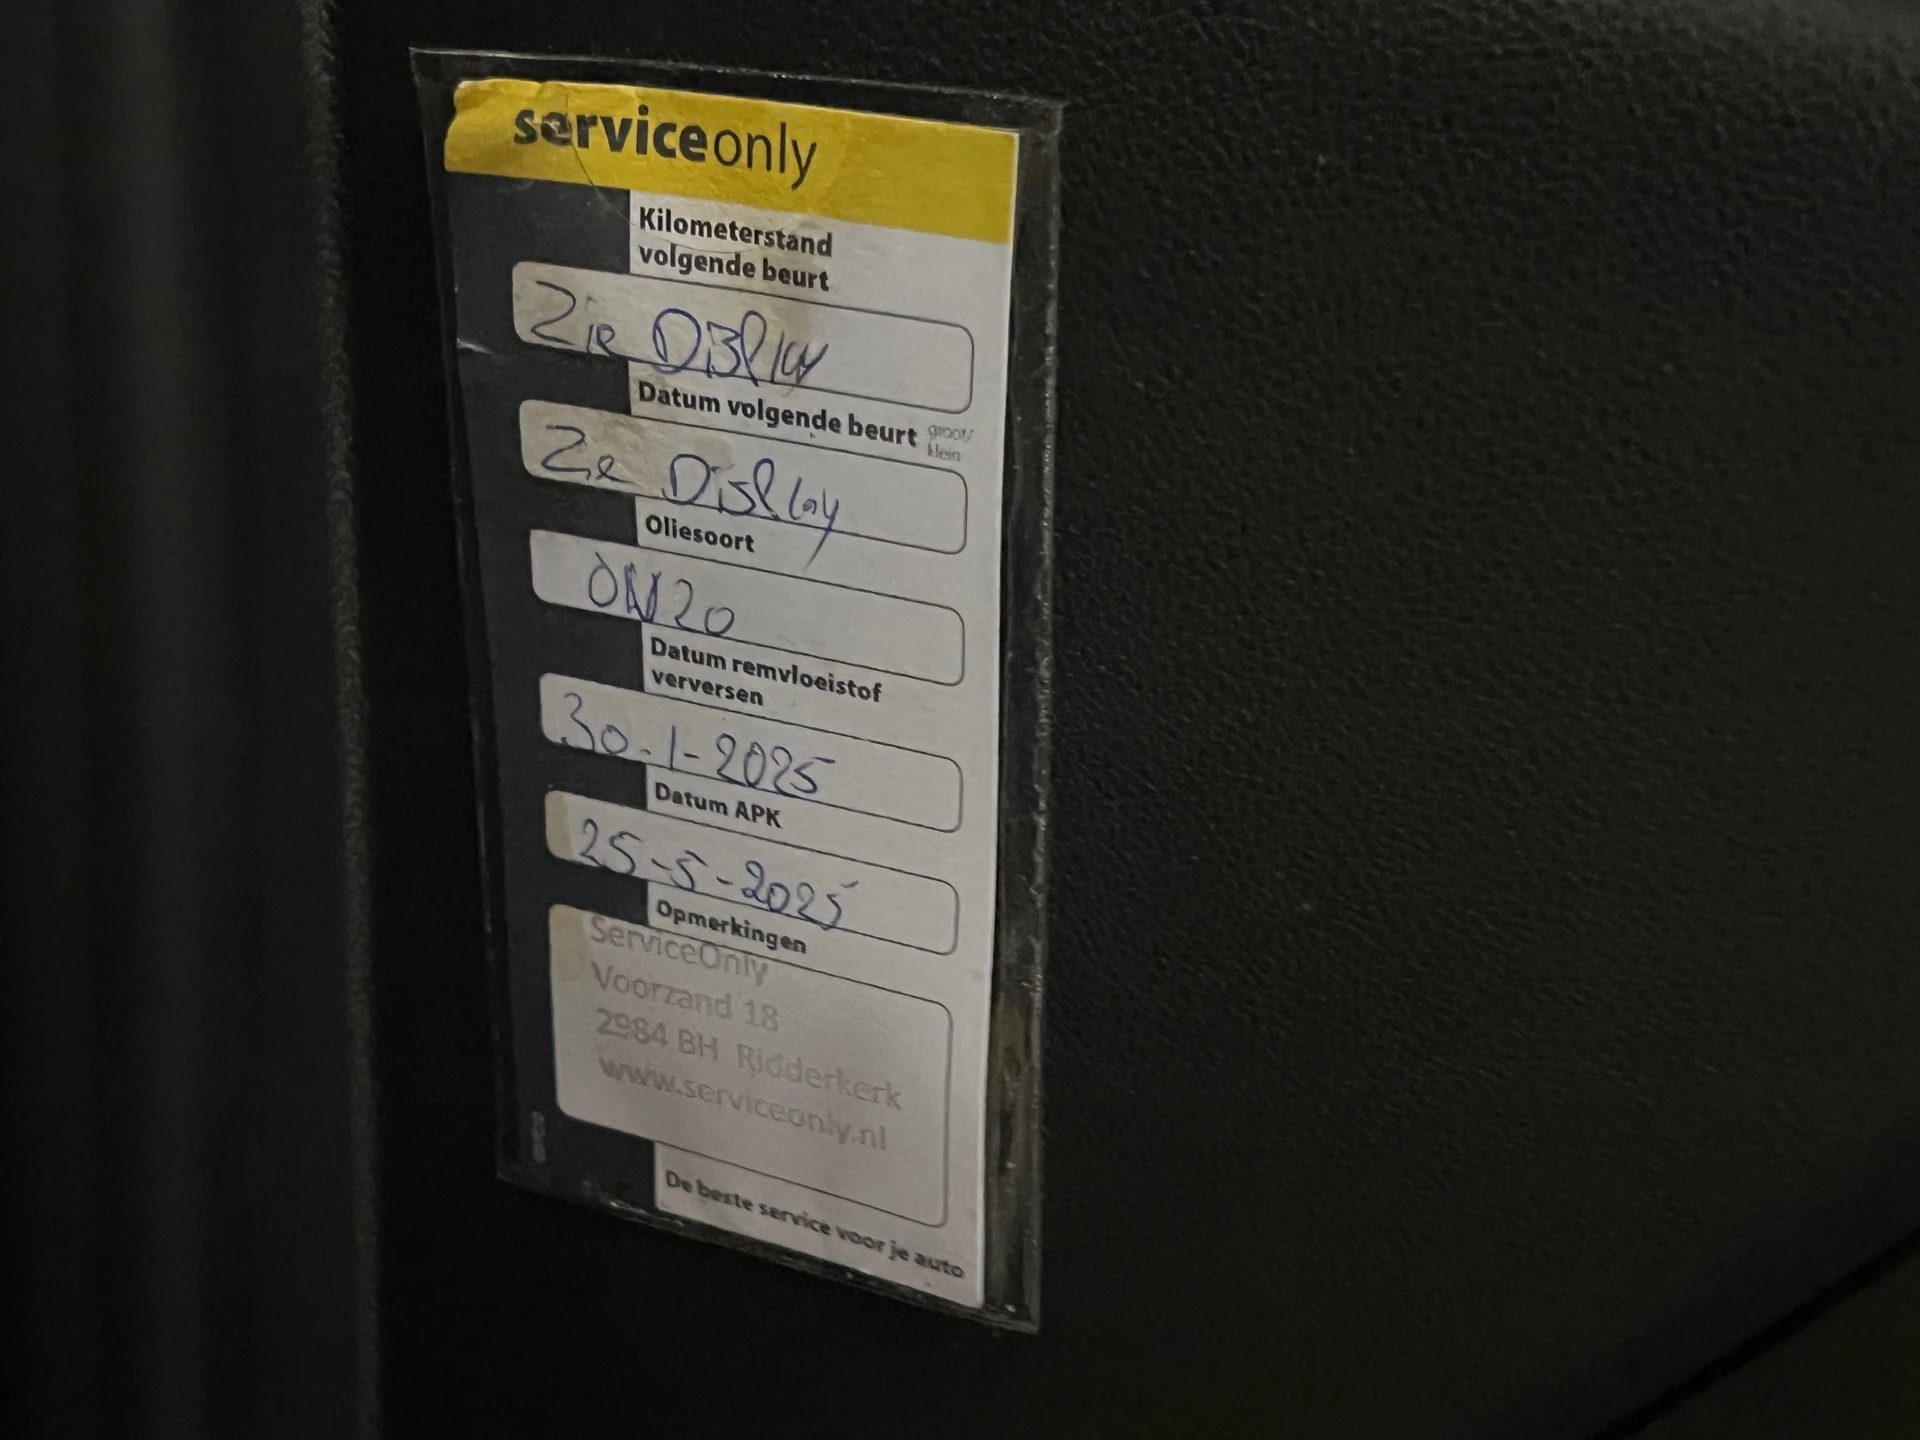 serviceonly
Kilometerstand
volgende beurt
Zie Display
Datum volgende beurt groot/
klein
Zie Display
Oliesoort
0W20
Datum remvloeistof
verversen
30-1-2025
Datum APK
25-5-2025
Opmerkingen
ServiceOnly
Voorzand 18
2984 BH Ridderkerk
www.serviceonly.nl
De beste service voor je auto